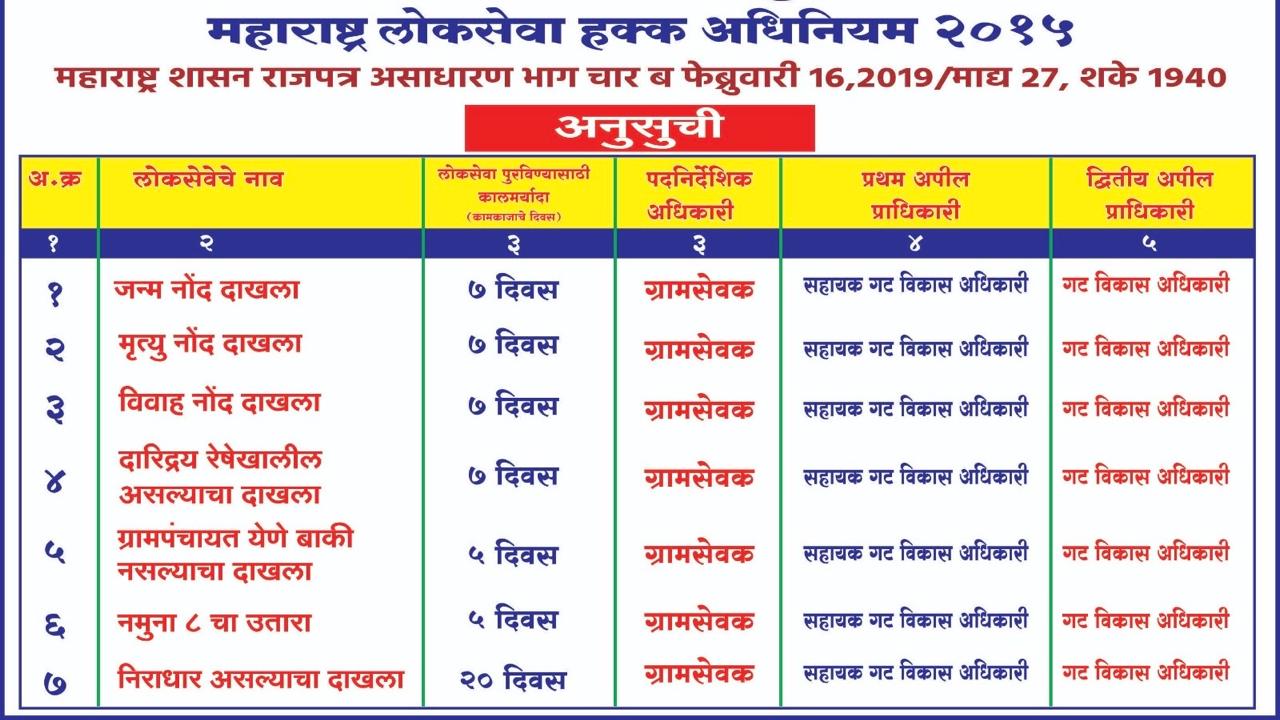 महाराष्ट्र लोकसेवा हक्क अधिनियम २०१५
महाराष्ट्र शासन राजपत्र असाधारण भाग चार ब फेब्रुवारी 16,2019/माद्य 27, शके 1940
अनुसुची
अ.क्र लोकसेवेचे नाव लोकसेवा पुरविण्यासाठी कालमर्यादा (कामकाजाचे दिवस) पदनिर्देशिक अधिकारी प्रथम अपील प्राधिकारी द्वितीय अपील प्राधिकारी
१ २ ३ ३ ४ ५
१ जन्म नोंद दाखला ७ दिवस ग्रामसेवक सहायक गट विकास अधिकारी गट विकास अधिकारी
२ मृत्यु नोंद दाखला ७ दिवस ग्रामसेवक सहायक गट विकास अधिकारी गट विकास अधिकारी
३ विवाह नोंद दाखला ७ दिवस ग्रामसेवक सहायक गट विकास अधिकारी गट विकास अधिकारी
४ दारिद्रय रेषेखालील असल्याचा दाखला ७ दिवस ग्रामसेवक सहायक गट विकास अधिकारी गट विकास अधिकारी
५ ग्रामपंचायत येणे बाकी नसल्याचा दाखला ५ दिवस ग्रामसेवक सहायक गट विकास अधिकारी गट विकास अधिकारी
६ नमुना ८ चा उतारा ५ दिवस ग्रामसेवक सहायक गट विकास अधिकारी गट विकास अधिकारी
७ निराधार असल्याचा दाखला २० दिवस ग्रामसेवक सहायक गट विकास अधिकारी गट विकास अधिकारी